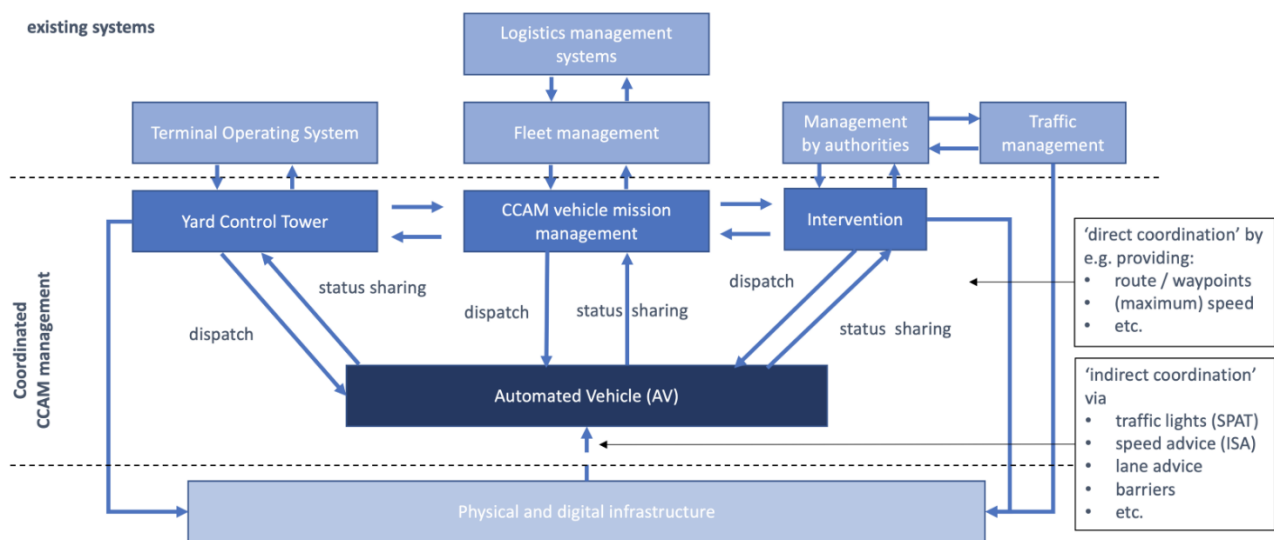 existing systems
Logistics management
systems
Terminal Operating System
Fleet management
Management
by authorities
Traffic
management
Coordinated
CCAM management
Yard Control Tower
CCAM vehicle mission
management
Intervention
status sharing
dispatch
dispatch
status sharing
dispatch
status sharing
Automated Vehicle (AV)
Physical and digital infrastructure
‘direct coordination’ by
e.g. providing:
• route / waypoints
• (maximum) speed
• etc.
‘indirect coordination’
via
• traffic lights (SPAT)
• speed advice (ISA)
• lane advice
• barriers
• etc.